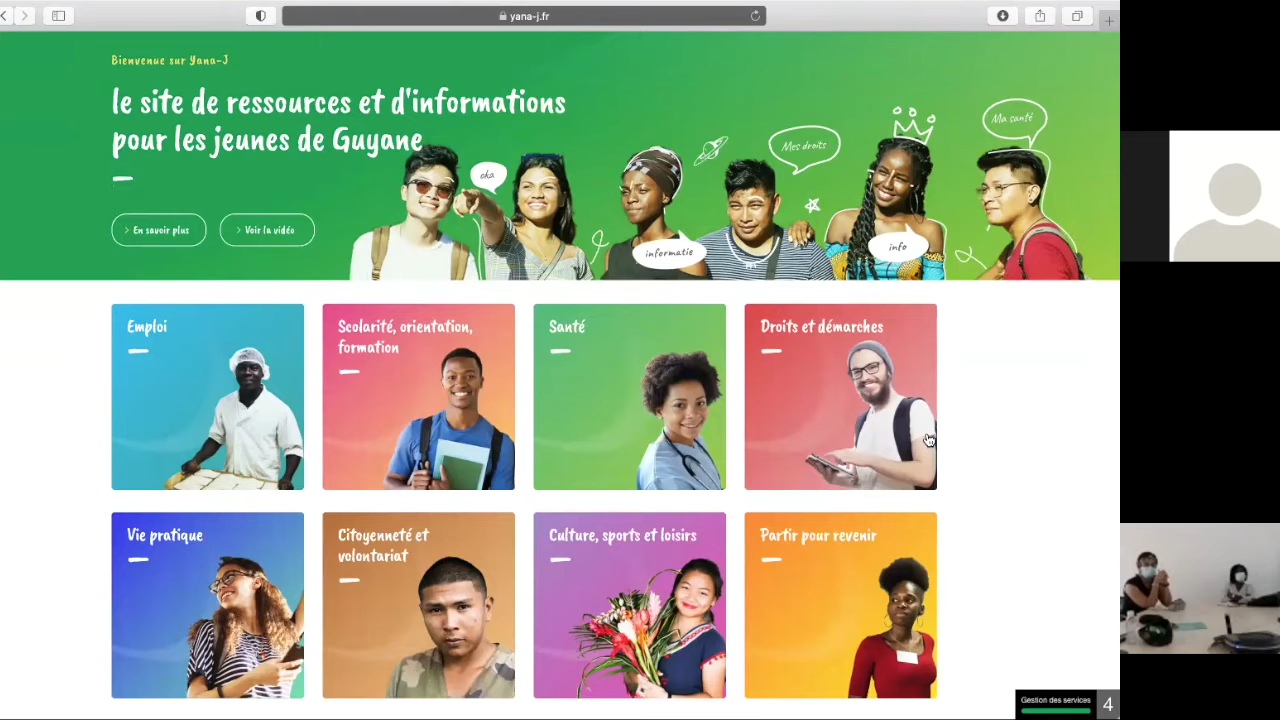 yana-j.fr
Bienvenue sur Yana-J
le site de ressources et d'informations
pour les jeunes de Guyane
En savoir plus
Voir la vidéo
oka
informatie
Mes droits
info
Ma santé
Emploi
Scolarité, orientation,
formation
Santé
Droits et démarches
Vie pratique
Citoyenneté et
volontariat
Culture, sports et loisirs
Partir pour revenir
Gestion des services
4